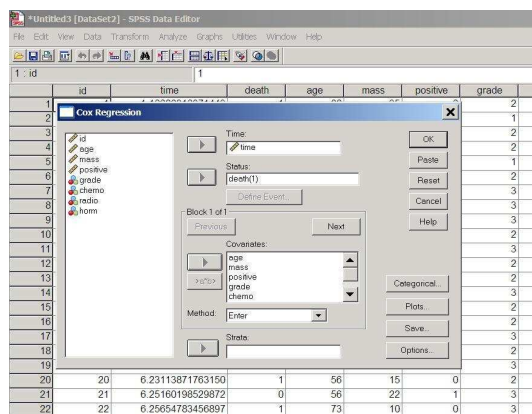 *Untitled3 [DataSet2] - SPSS Data Editor
File Edit View Data Transform Analyze Graphs Utilities Window Help
1 : id 1
id time death age mass positive grade
1 2
2 1
3 2
4 2
5 1
6 2
7 3
8 3
9 3
10 2
11 3
12 2
13 2
14 3
15 2
16 2
17 3
18 2
19 3
20 20 6.23113871763150 1 56 15 0 2
21 21 6.25160198529872 0 56 22 1 3
22 22 6.25654783456897 1 73 10 0 2
Cox Regression
id
age
mass
positive
grade
chemo
radio
horm
Time:
time
Status:
death(1)
Define Event...
Block 1 of 1
Previous
Next
Covariates:
age
mass
positive
grade
chemo
>a*b>
Method:
Enter
Strata:
OK
Paste
Reset
Cancel
Help
Categorical...
Plots...
Save...
Options...